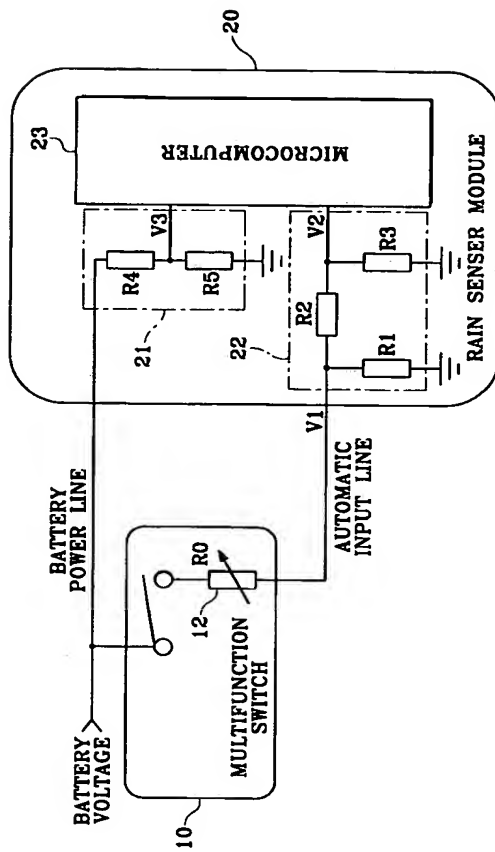 20
23
MICROCOMPUTER
V3
V2
R4
R5
21
R2
R3
22
R1
RAIN SENSER MODULE
V1
BATTERY
POWER LINE
AUTOMATIC
INPUT LINE
R0
12
MULTIFUNCTION
SWITCH
BATTERY
VOLTAGE
10